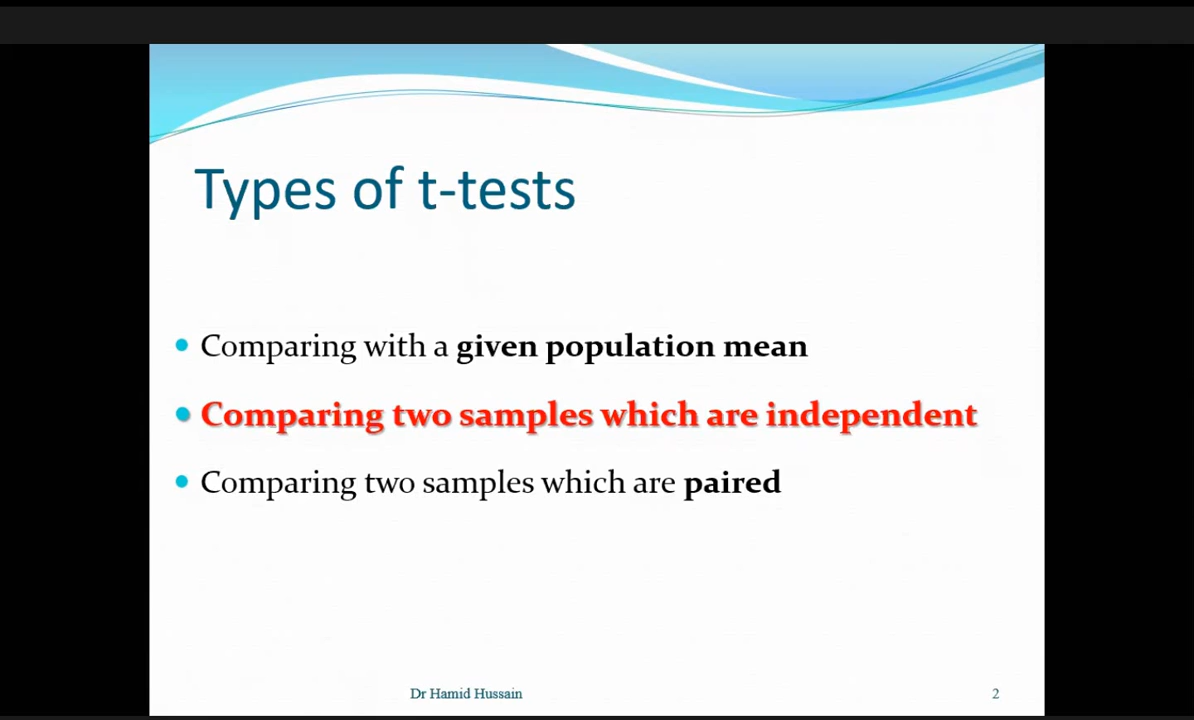 Types of t-tests
Comparing with a given population mean
Comparing two samples which are independent
Comparing two samples which are paired
Dr Hamid Hussain
2